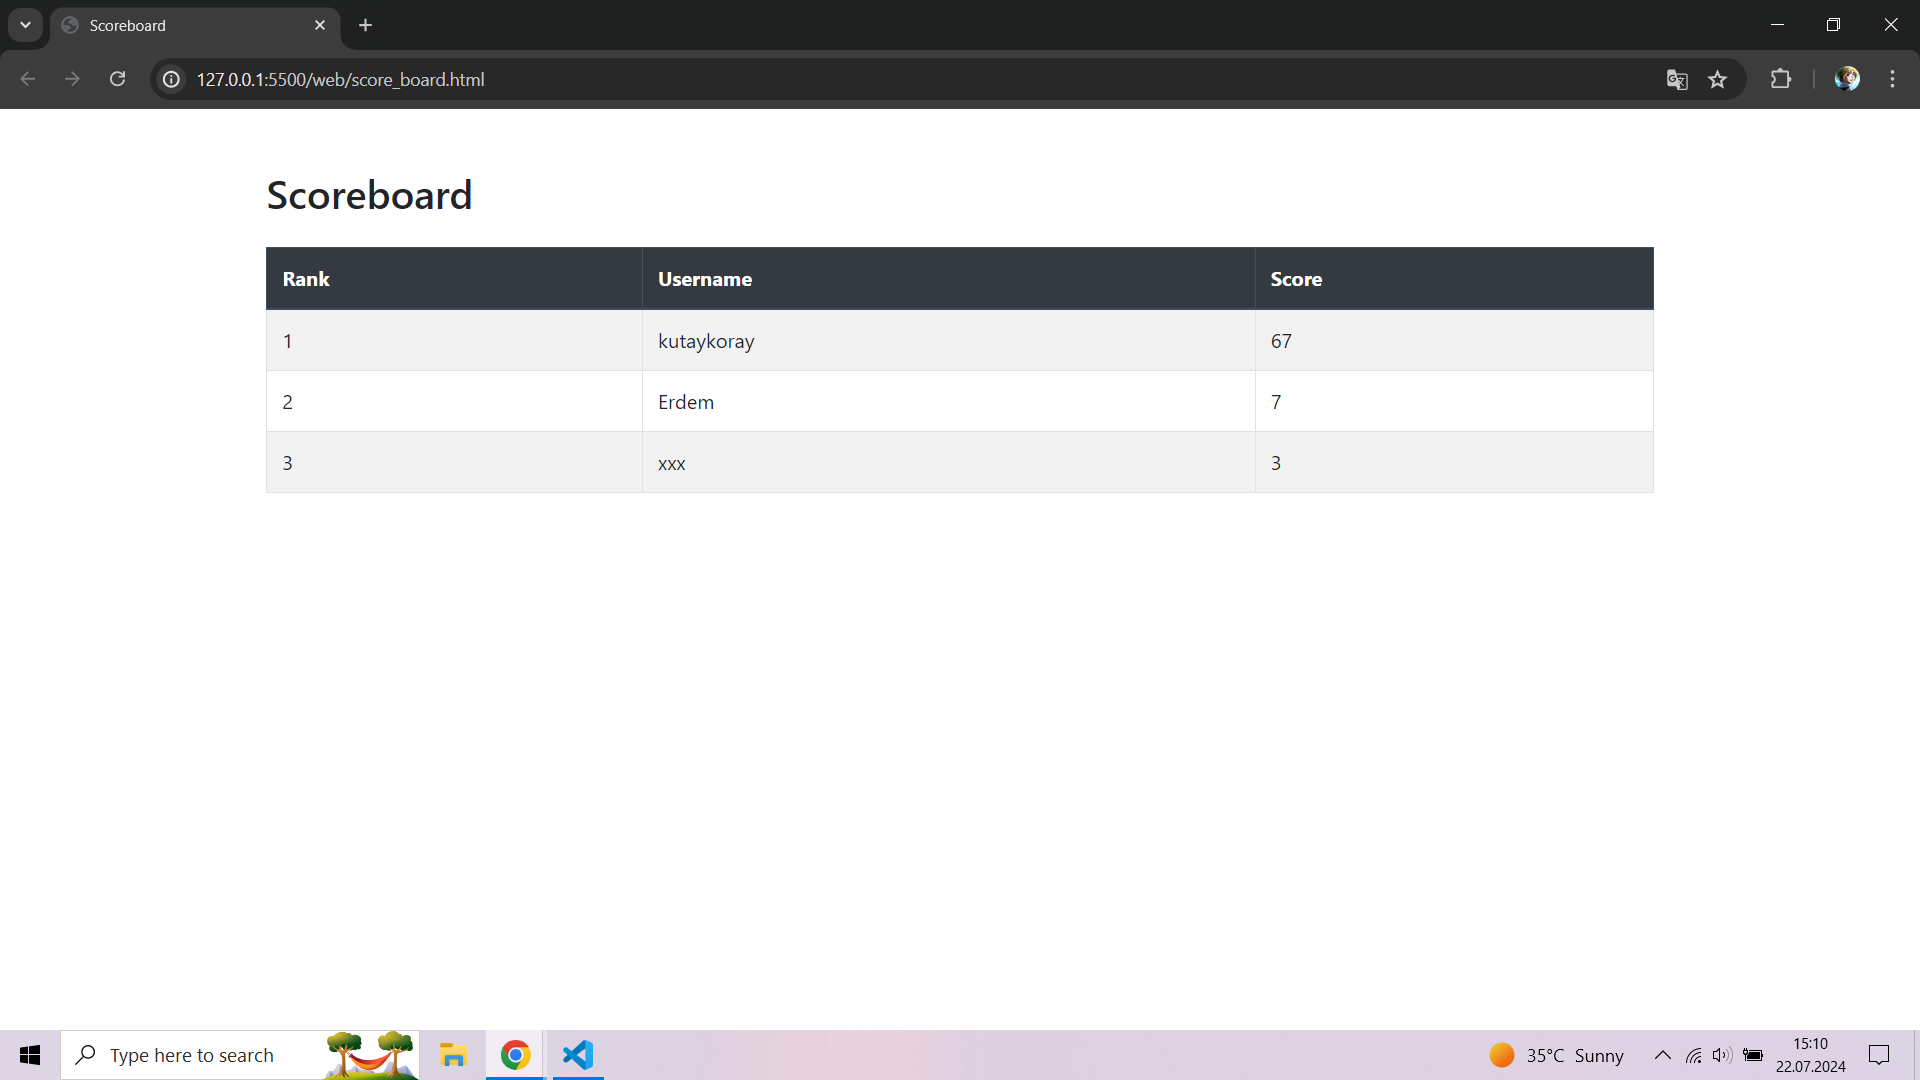 Scoreboard
127.0.0.1:5500/web/score_board.html
Scoreboard
Rank Username Score
1 kutaykoray 67
2 Erdem 7
3 xxx 3
Type here to search
35°C Sunny
15:10
22.07.2024